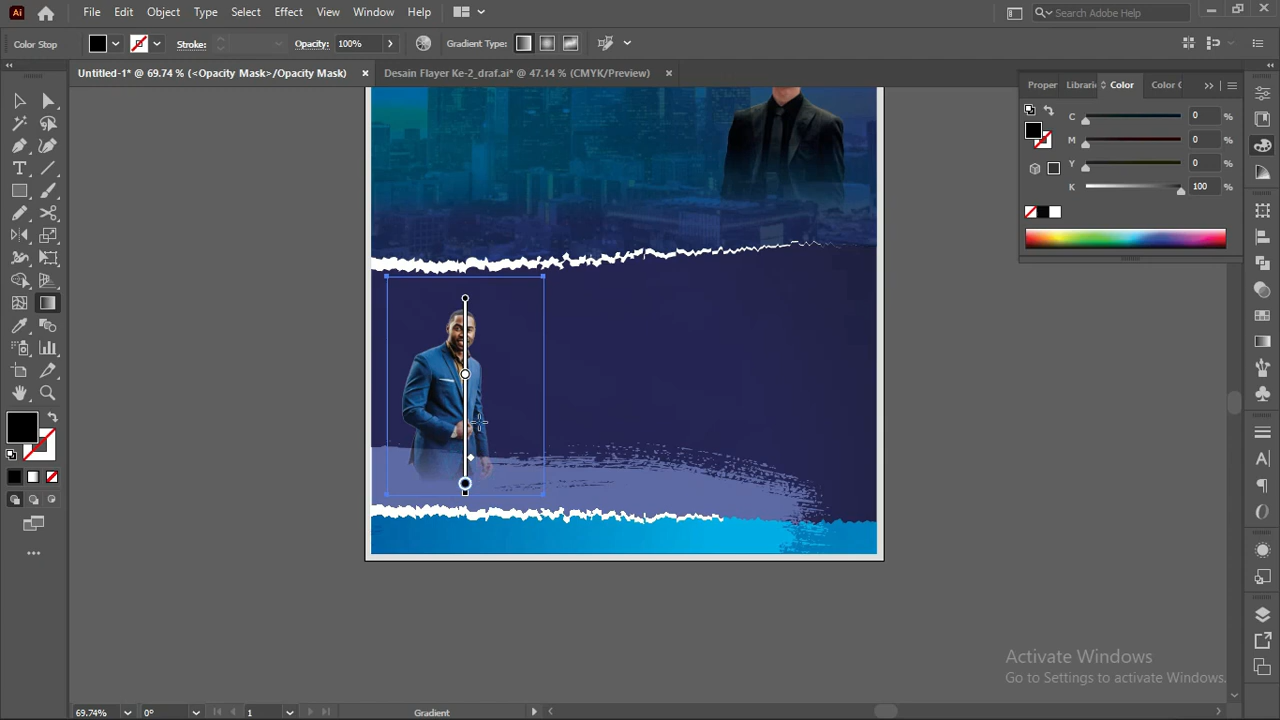 Ai File Edit Object Type Select Effect View Window Help Search Adobe Help
Color Stop Stroke: Opacity: 100% Gradient Type:
Untitled-1* @ 69.74 % (<Opacity Mask>/Opacity Mask) × Desain Flayer Ke-2_draf.ai* @ 47.14 % (CMYK/Preview) ×
Proper Librari Color Color
C 0 %
M 0 %
Y 0 %
K 100 %
Activate Windows
Go to Settings to activate Windows.
69.74% 0° 1 Gradient